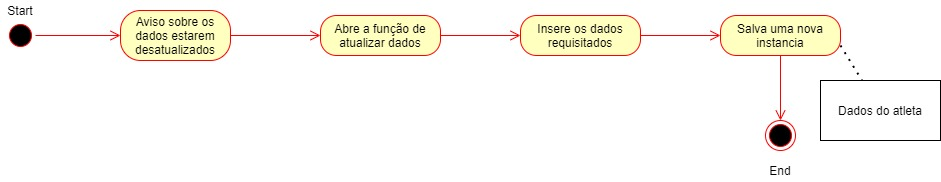 Start
Aviso sobre os
dados estarem
desatualizados
Abre a função de
atualizar dados
Insere os dados
requisitados
Salva uma nova
instancia
Dados do atleta
End